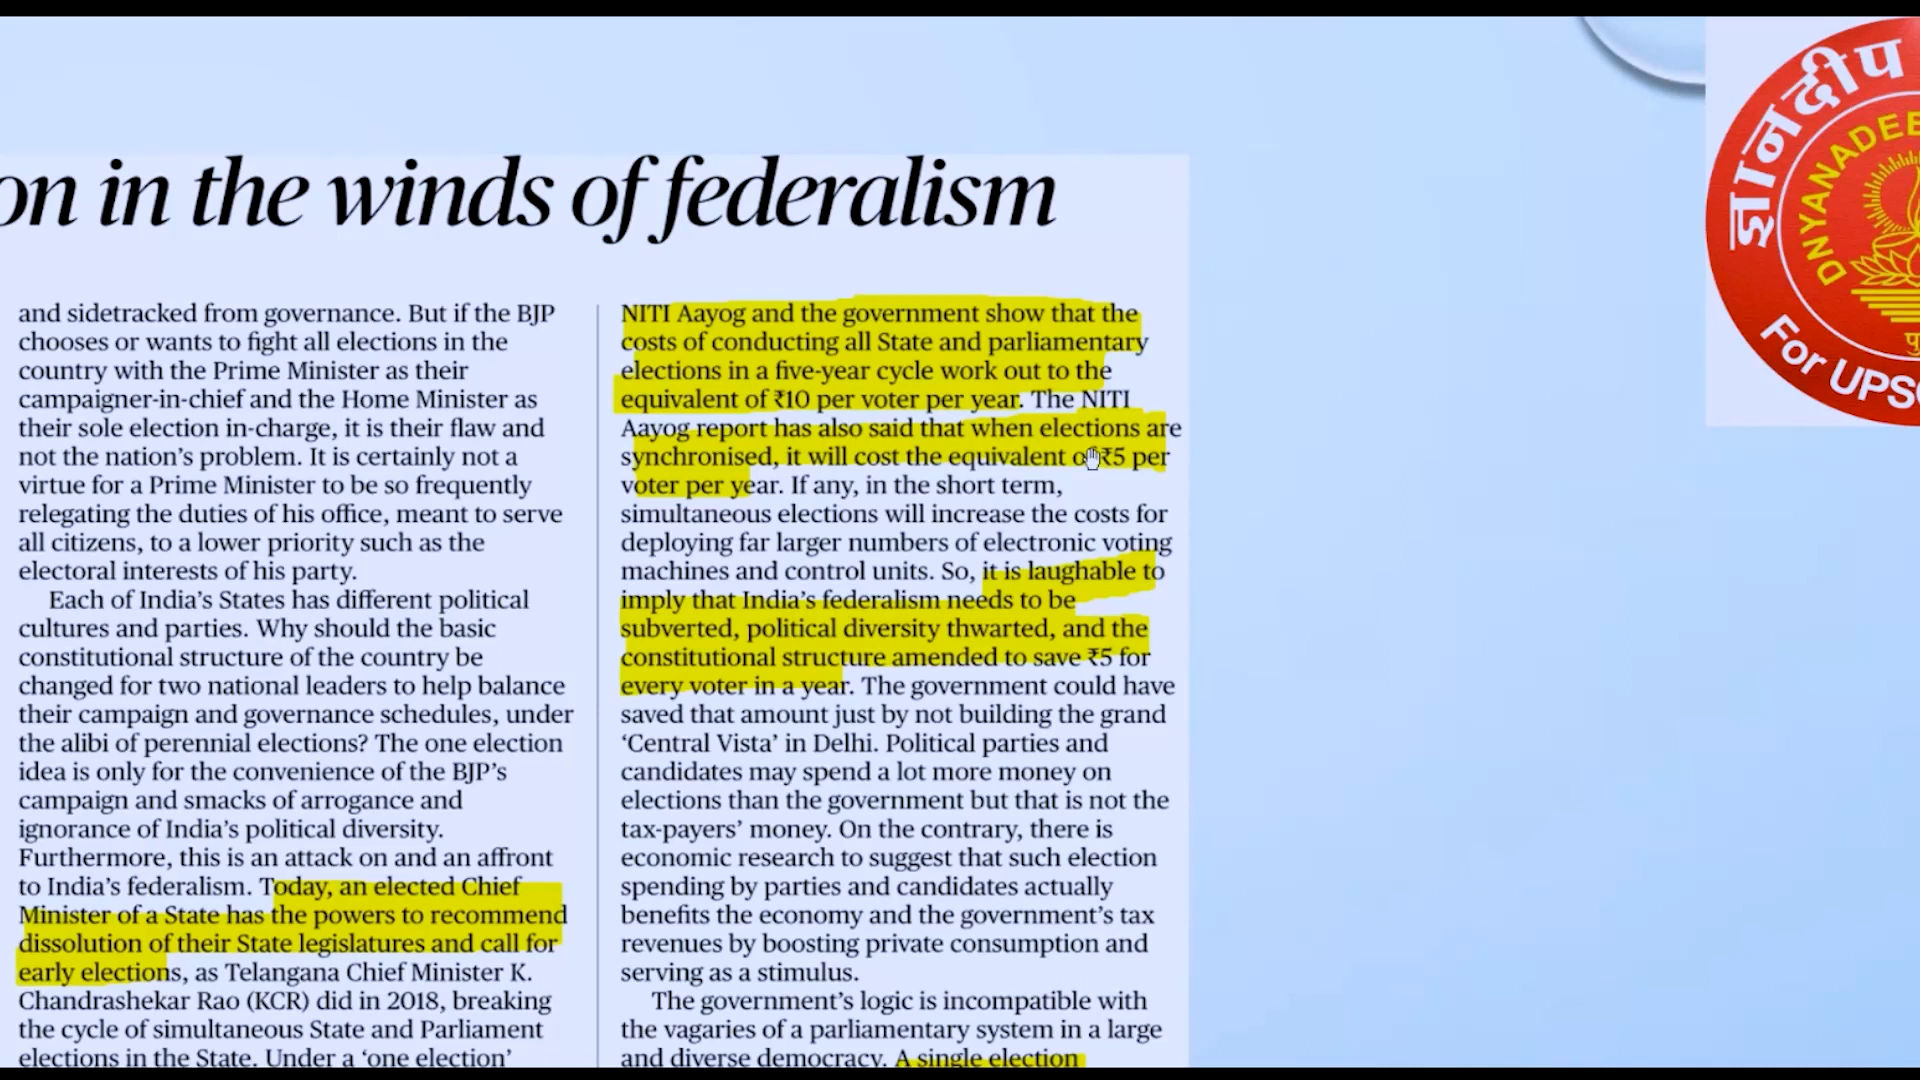 on in the winds of federalism
and sidetracked from governance. But if the BJP
chooses or wants to fight all elections in the
country with the Prime Minister as their
campaigner-in-chief and the Home Minister as
their sole election in-charge, it is their flaw and
not the nation's problem. It is certainly not a
virtue for a Prime Minister to be so frequently
relegating the duties of his office, meant to serve
all citizens, to a lower priority such as the
electoral interests of his party.
Each of India's States has different political
cultures and parties. Why should the basic
constitutional structure of the country be
changed for two national leaders to help balance
their campaign and governance schedules, under
the alibi of perennial elections? The one election
idea is only for the convenience of the BJP's
campaign and smacks of arrogance and
ignorance of India's political diversity.
Furthermore, this is an attack on and an affront
to India's federalism. Today, an elected Chief
Minister of a State has the powers to recommend
dissolution of their State legislatures and call for
early elections, as Telangana Chief Minister K.
Chandrashekar Rao (KCR) did in 2018, breaking
the cycle of simultaneous State and Parliament
elections in the State. Under a 'one election'
NITI Aayog and the government show that the
costs of conducting all State and parliamentary
elections in a five-year cycle work out to the
equivalent of ₹10 per voter per year. The NITI
Aayog report has also said that when elections are
synchronised, it will cost the equivalent of ₹5 per
voter per year. If any, in the short term,
simultaneous elections will increase the costs for
deploying far larger numbers of electronic voting
machines and control units. So, it is laughable to
imply that India's federalism needs to be
subverted, political diversity thwarted, and the
constitutional structure amended to save ₹5 for
every voter in a year. The government could have
saved that amount just by not building the grand
'Central Vista' in Delhi. Political parties and
candidates may spend a lot more money on
elections than the government but that is not the
tax-payers' money. On the contrary, there is
economic research to suggest that such election
spending by parties and candidates actually
benefits the economy and the government's tax
revenues by boosting private consumption and
serving as a stimulus.
The government's logic is incompatible with
the vagaries of a parliamentary system in a large
and diverse democracy. A single election
ज्ञानदीप
DNYANADEE
For UPSC